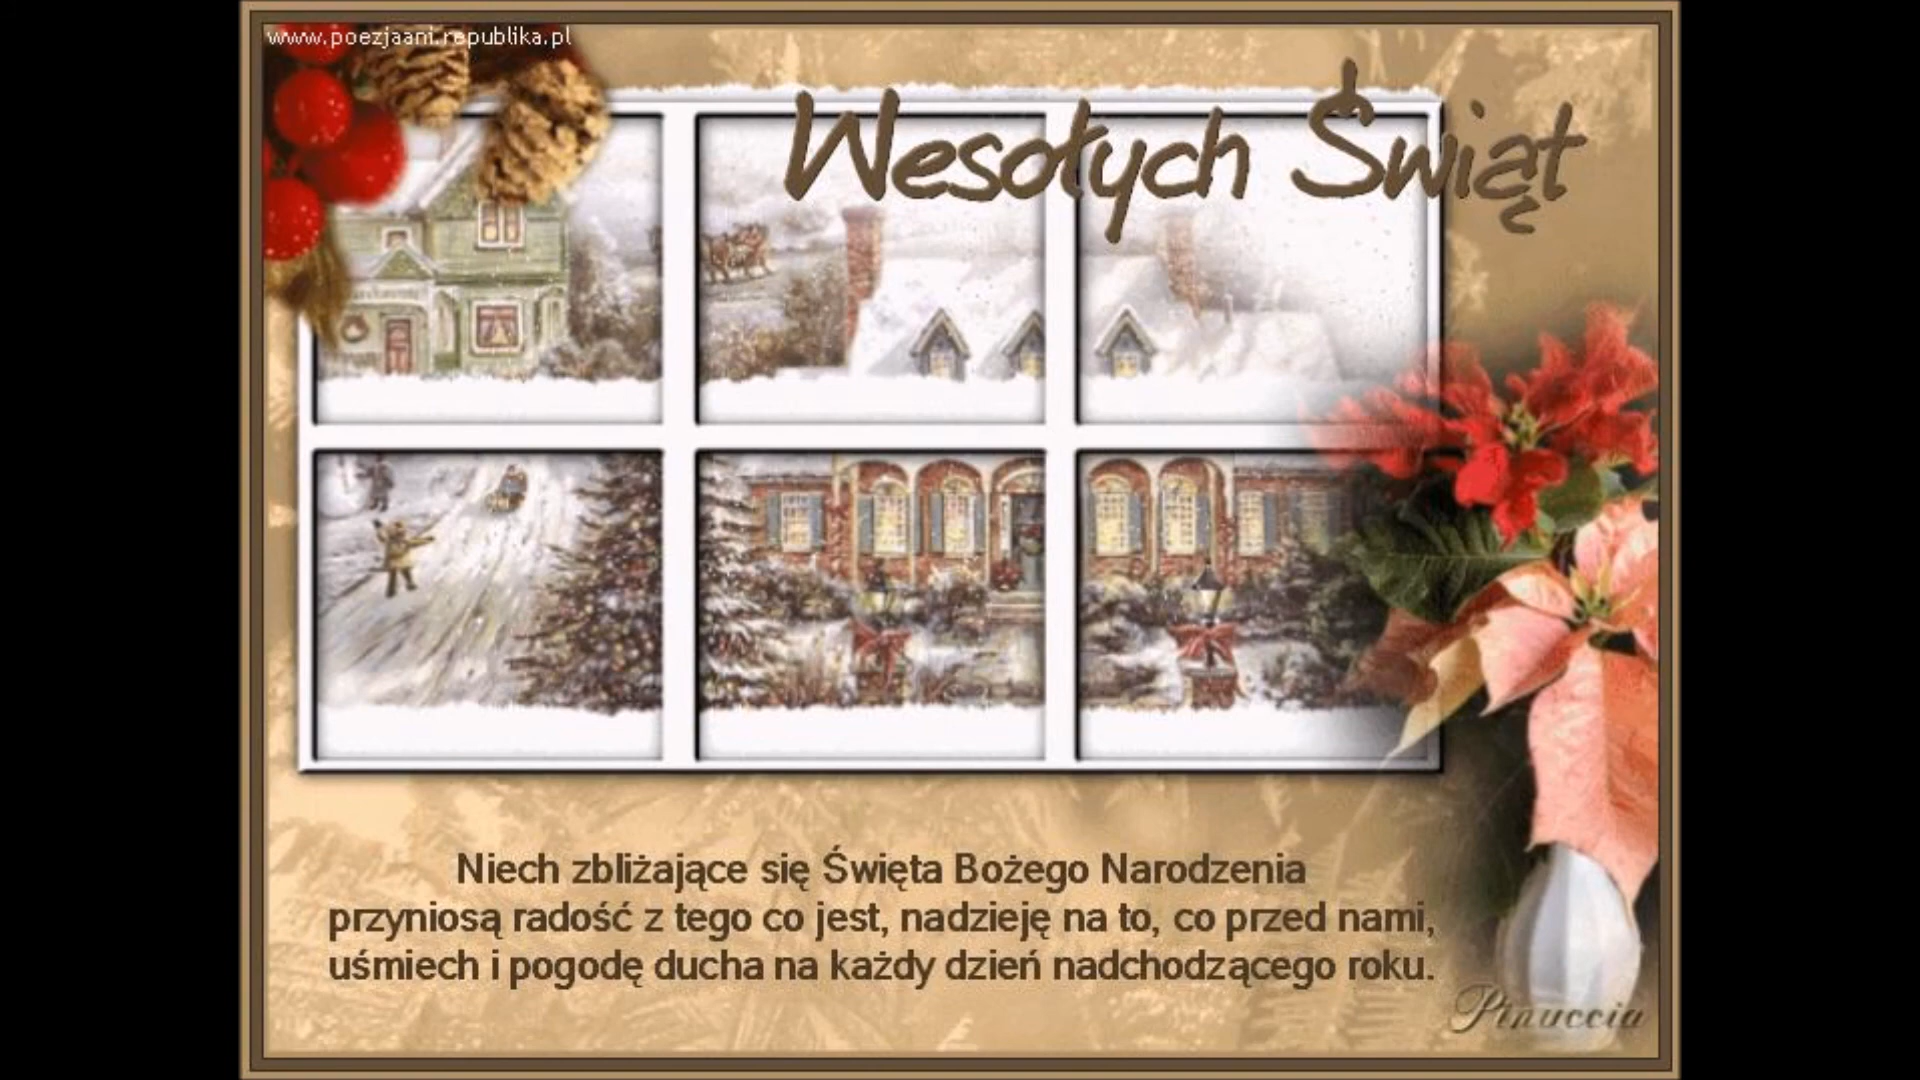 www.poezjaani.republika.pl
Wesołych Świąt
Niech zbliżające się Święta Bożego Narodzenia
przyniosą radość z tego co jest, nadzieję na to, co przed nami,
uśmiech i pogodę ducha na każdy dzień nadchodzącego roku.
Pinuccia